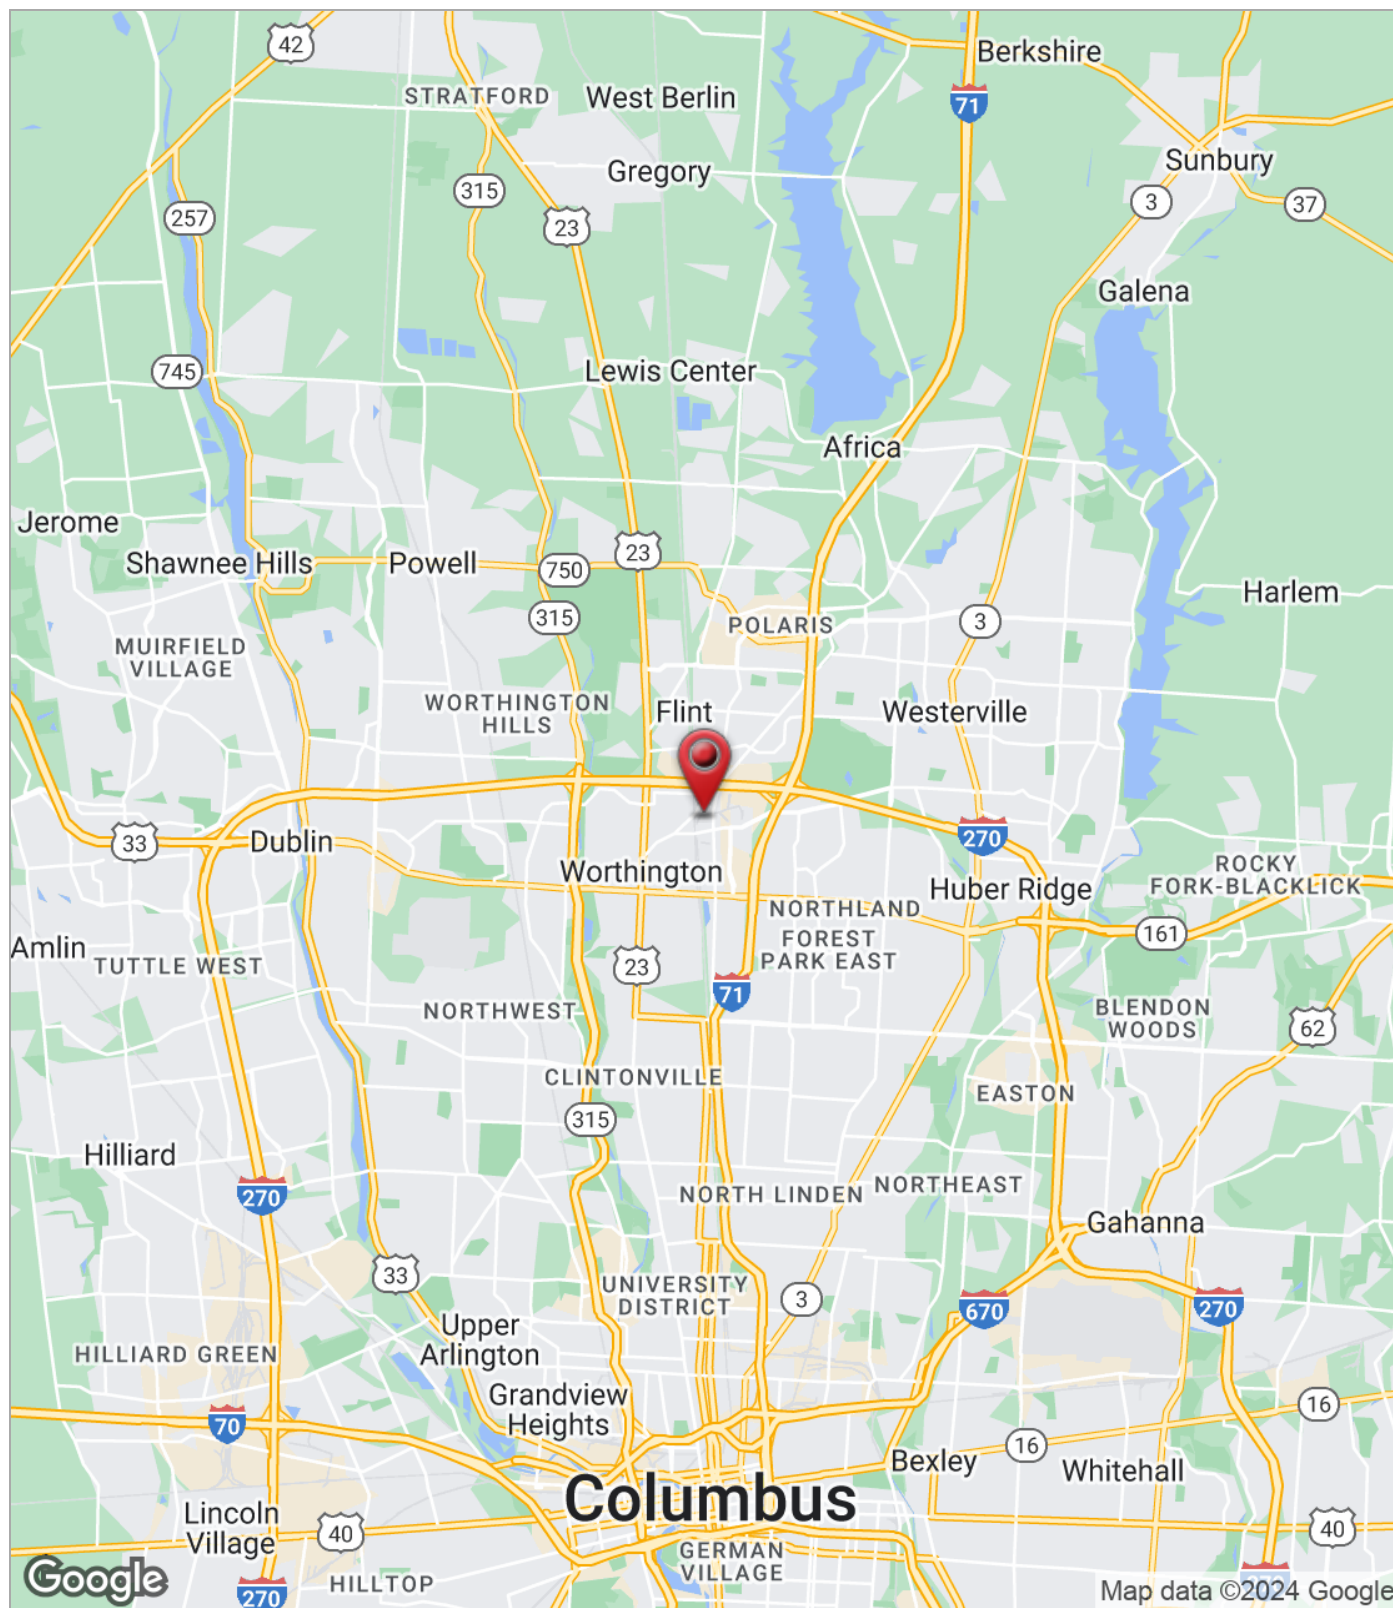 42
Berkshire
STRATFORD
West Berlin
71
Sunbury
Gregory
315
3
37
257
23
Galena
745
Lewis Center
Africa
Jerome
Shawnee Hills
Powell
23
750
Harlem
315
3
POLARIS
MUIRFIELD
VILLAGE
WORTHINGTON
HILLS
Flint
Westerville
33
Dublin
270
Worthington
Huber Ridge
ROCKY
FORK-BLACKLICK
NORTHLAND
161
Amlin
TUTTLE WEST
FOREST
PARK EAST
23
71
NORTHWEST
BLENDON
WOODS
62
CLINTONVILLE
EASTON
315
Hilliard
270
NORTH LINDEN
NORTHEAST
Gahanna
33
UNIVERSITY
DISTRICT
3
670
270
HILLIARD GREEN
Upper
Arlington
Grandview
Heights
70
16
16
Bexley
Whitehall
Columbus
Lincoln
Village
40
40
GERMAN
VILLAGE
Google
270
HILLTOP
270
Map data ©2024 Google